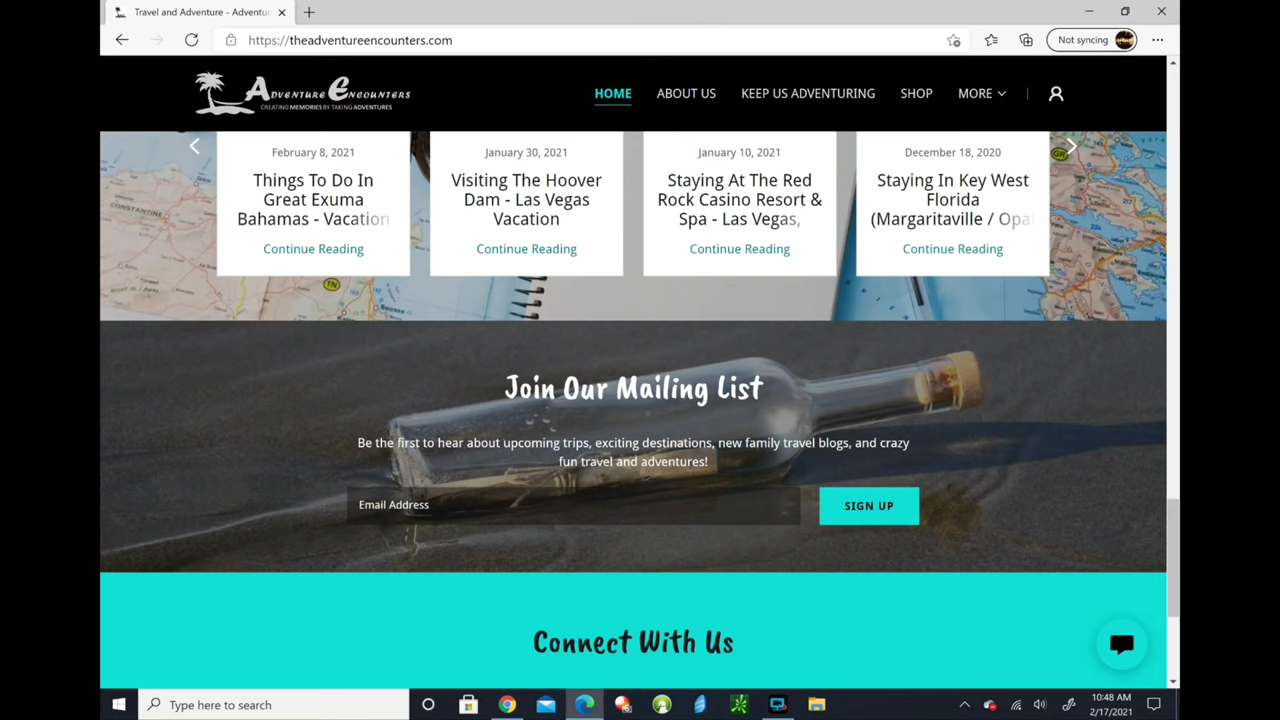 Travel and Adventure - Adventu
https://theadventureencounters.com
Not syncing
Adventure Encounters
CREATING MEMORIES BY TAKING ADVENTURES
HOME
ABOUT US
KEEP US ADVENTURING
SHOP
MORE
February 8, 2021
Things To Do In
Great Exuma
Bahamas - Vacation
Continue Reading
January 30, 2021
Visiting The Hoover
Dam - Las Vegas
Vacation
Continue Reading
January 10, 2021
Staying At The Red
Rock Casino Resort &
Spa - Las Vegas,
Continue Reading
December 18, 2020
Staying In Key West
Florida
(Margaritaville / Opa
Continue Reading
CONSTANTINE
TN
GR
Join Our Mailing List
Be the first to hear about upcoming trips, exciting destinations, new family travel blogs, and crazy
fun travel and adventures!
Email Address
SIGN UP
Connect With Us
Type here to search
10:48 AM
2/17/2021